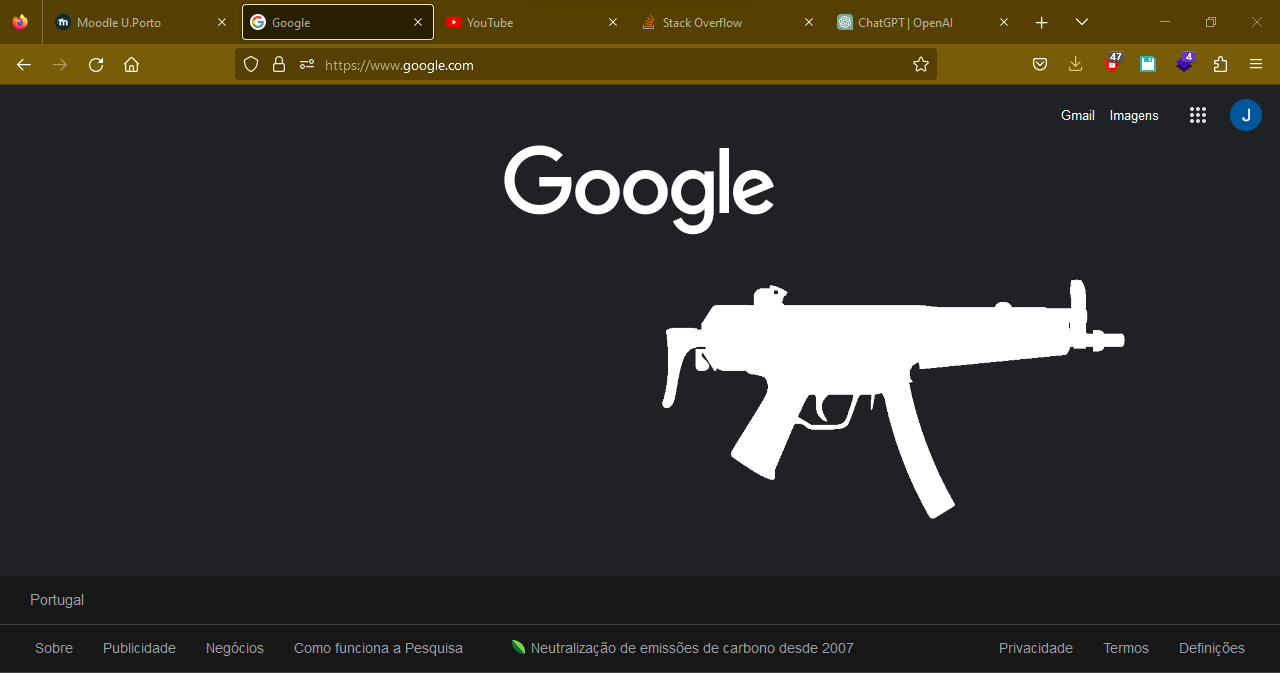 Moodle U.Porto
Google
YouTube
Stack Overflow
ChatGPT | OpenAI
https://www.google.com
47
4
Gmail
Imagens
J
Google
Portugal
Sobre
Publicidade
Negócios
Como funciona a Pesquisa
Neutralização de emissões de carbono desde 2007
Privacidade
Termos
Definições